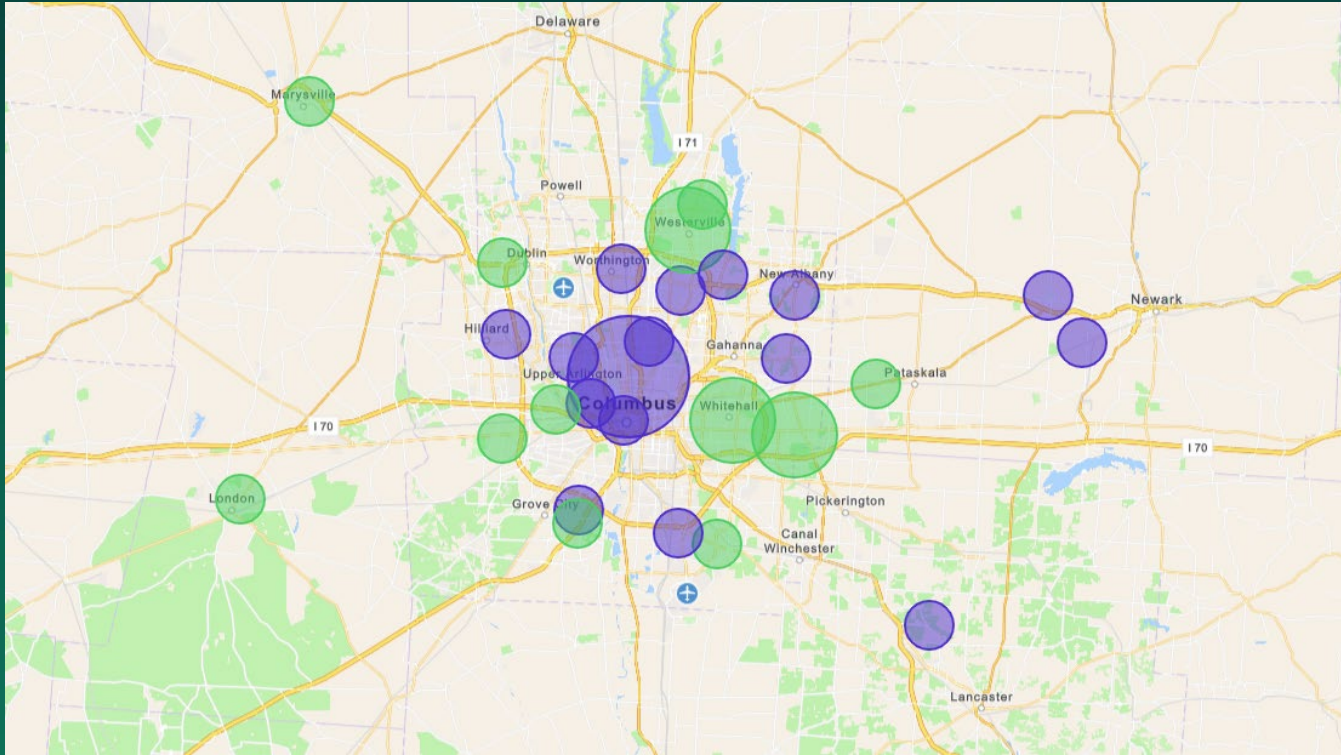 Delaware
Marysville
I 71
Powell
Westerville
Dublin
Worthington
New Albany
Newark
Hilliard
Gahanna
Upper Arlington
Pataskala
Columbus
Whitehall
I 70
I 70
London
Grove City
Pickerington
Canal
Winchester
Lancaster